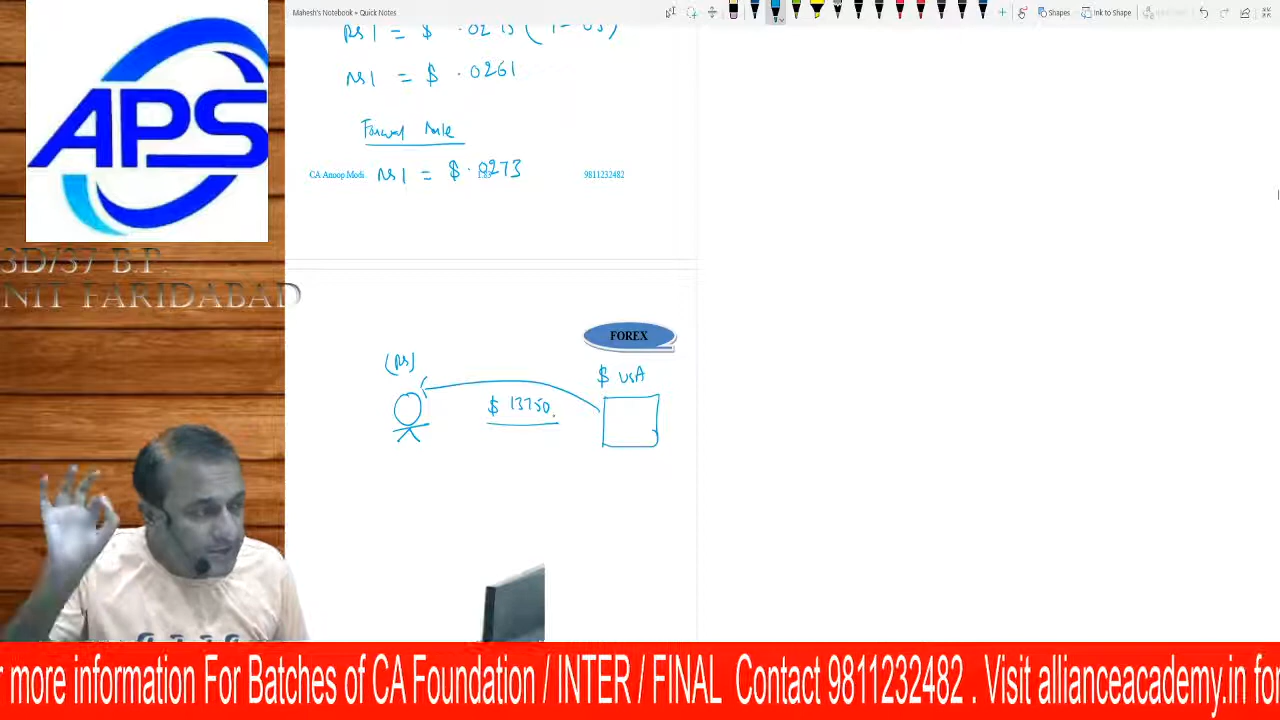 Mahesh's Notebook • Quick Notes
Shapes
Ink to Shape
APS
3D/37 B.P.
NIT FARIDABAD
Rs 1 = $ .0261
Forward Rate
CA Anoop Modi
9811232482
Rs 1 = $ .0273
FOREX
(Rs)
$ USA
$ 13750
r more information For Batches of CA Foundation / INTER / FINAL Contact 9811232482 . Visit allianceacademy.in for